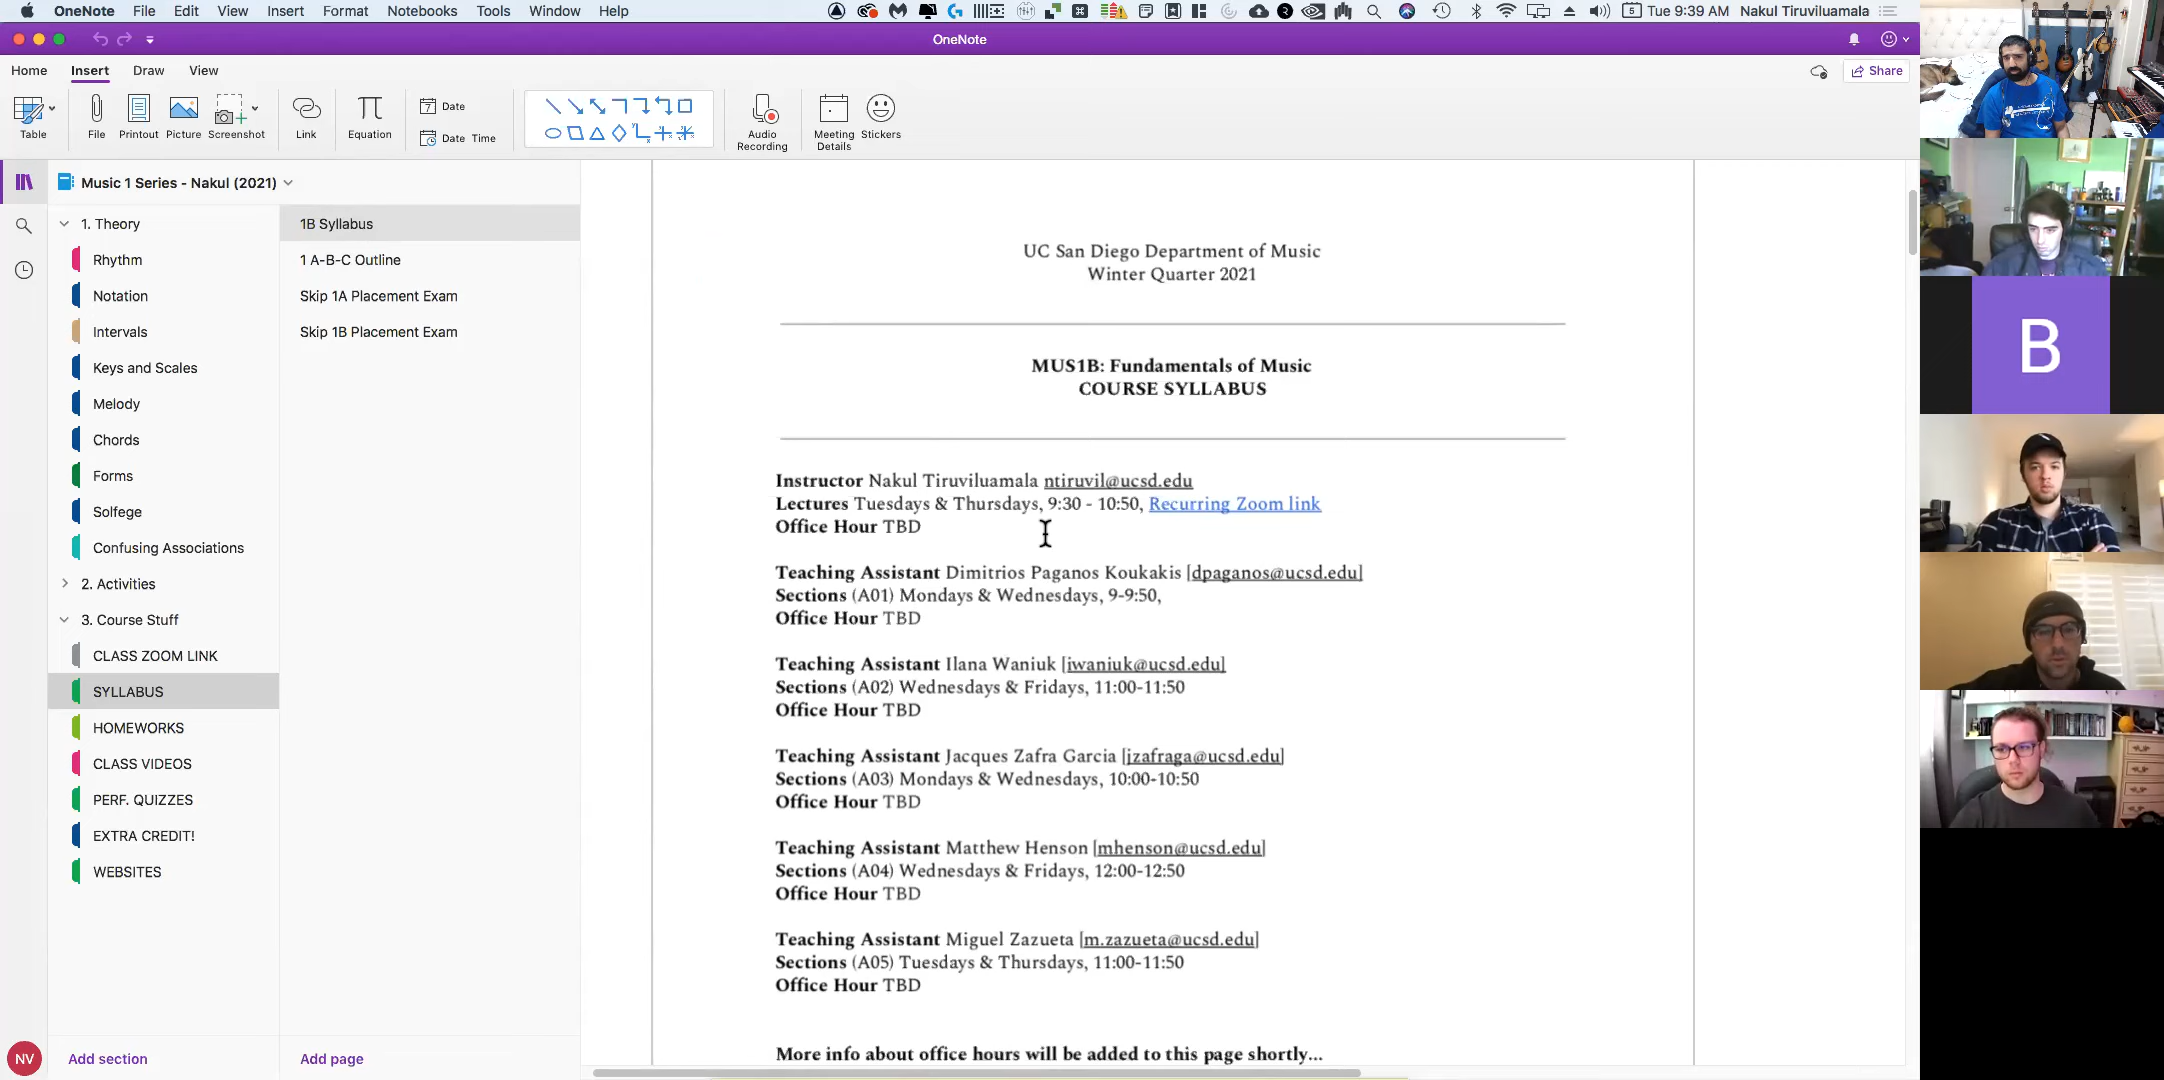 OneNote File Edit View Insert Format Notebooks Tools Window Help
Tue 9:39 AM Nakul Tiruviluamala
OneNote
Home Insert Draw View
Share
Table
File
Printout
Picture
Screenshot
Link
Equation
Date
Date Time
Audio Recording
Meeting Details
Stickers
Music 1 Series - Nakul (2021)
1. Theory
Rhythm
Notation
Intervals
Keys and Scales
Melody
Chords
Forms
Solfege
Confusing Associations
2. Activities
3. Course Stuff
CLASS ZOOM LINK
SYLLABUS
HOMEWORKS
CLASS VIDEOS
PERF. QUIZZES
EXTRA CREDIT!
WEBSITES
NV
Add section
1B Syllabus
1 A-B-C Outline
Skip 1A Placement Exam
Skip 1B Placement Exam
Add page
UC San Diego Department of Music
Winter Quarter 2021
MUS1B: Fundamentals of Music
COURSE SYLLABUS
Instructor Nakul Tiruviluamala ntiruvil@ucsd.edu
Lectures Tuesdays & Thursdays, 9:30 - 10:50, Recurring Zoom link
Office Hour TBD
Teaching Assistant Dimitrios Paganos Koukakis [dpaganos@ucsd.edu]
Sections (A01) Mondays & Wednesdays, 9-9:50,
Office Hour TBD
Teaching Assistant Ilana Waniuk [iwaniuk@ucsd.edu]
Sections (A02) Wednesdays & Fridays, 11:00-11:50
Office Hour TBD
Teaching Assistant Jacques Zafra Garcia [jzafraga@ucsd.edu]
Sections (A03) Mondays & Wednesdays, 10:00-10:50
Office Hour TBD
Teaching Assistant Matthew Henson [mhenson@ucsd.edu]
Sections (A04) Wednesdays & Fridays, 12:00-12:50
Office Hour TBD
Teaching Assistant Miguel Zazueta [m.zazueta@ucsd.edu]
Sections (A05) Tuesdays & Thursdays, 11:00-11:50
Office Hour TBD
More info about office hours will be added to this page shortly...
B